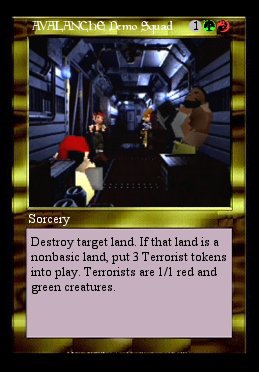 AVALANCHE Demo Squad 1
Sorcery
Destroy target land. If that land is a
nonbasic land, put 3 Terrorist tokens
into play. Terrorists are 1/1 red and
green creatures.